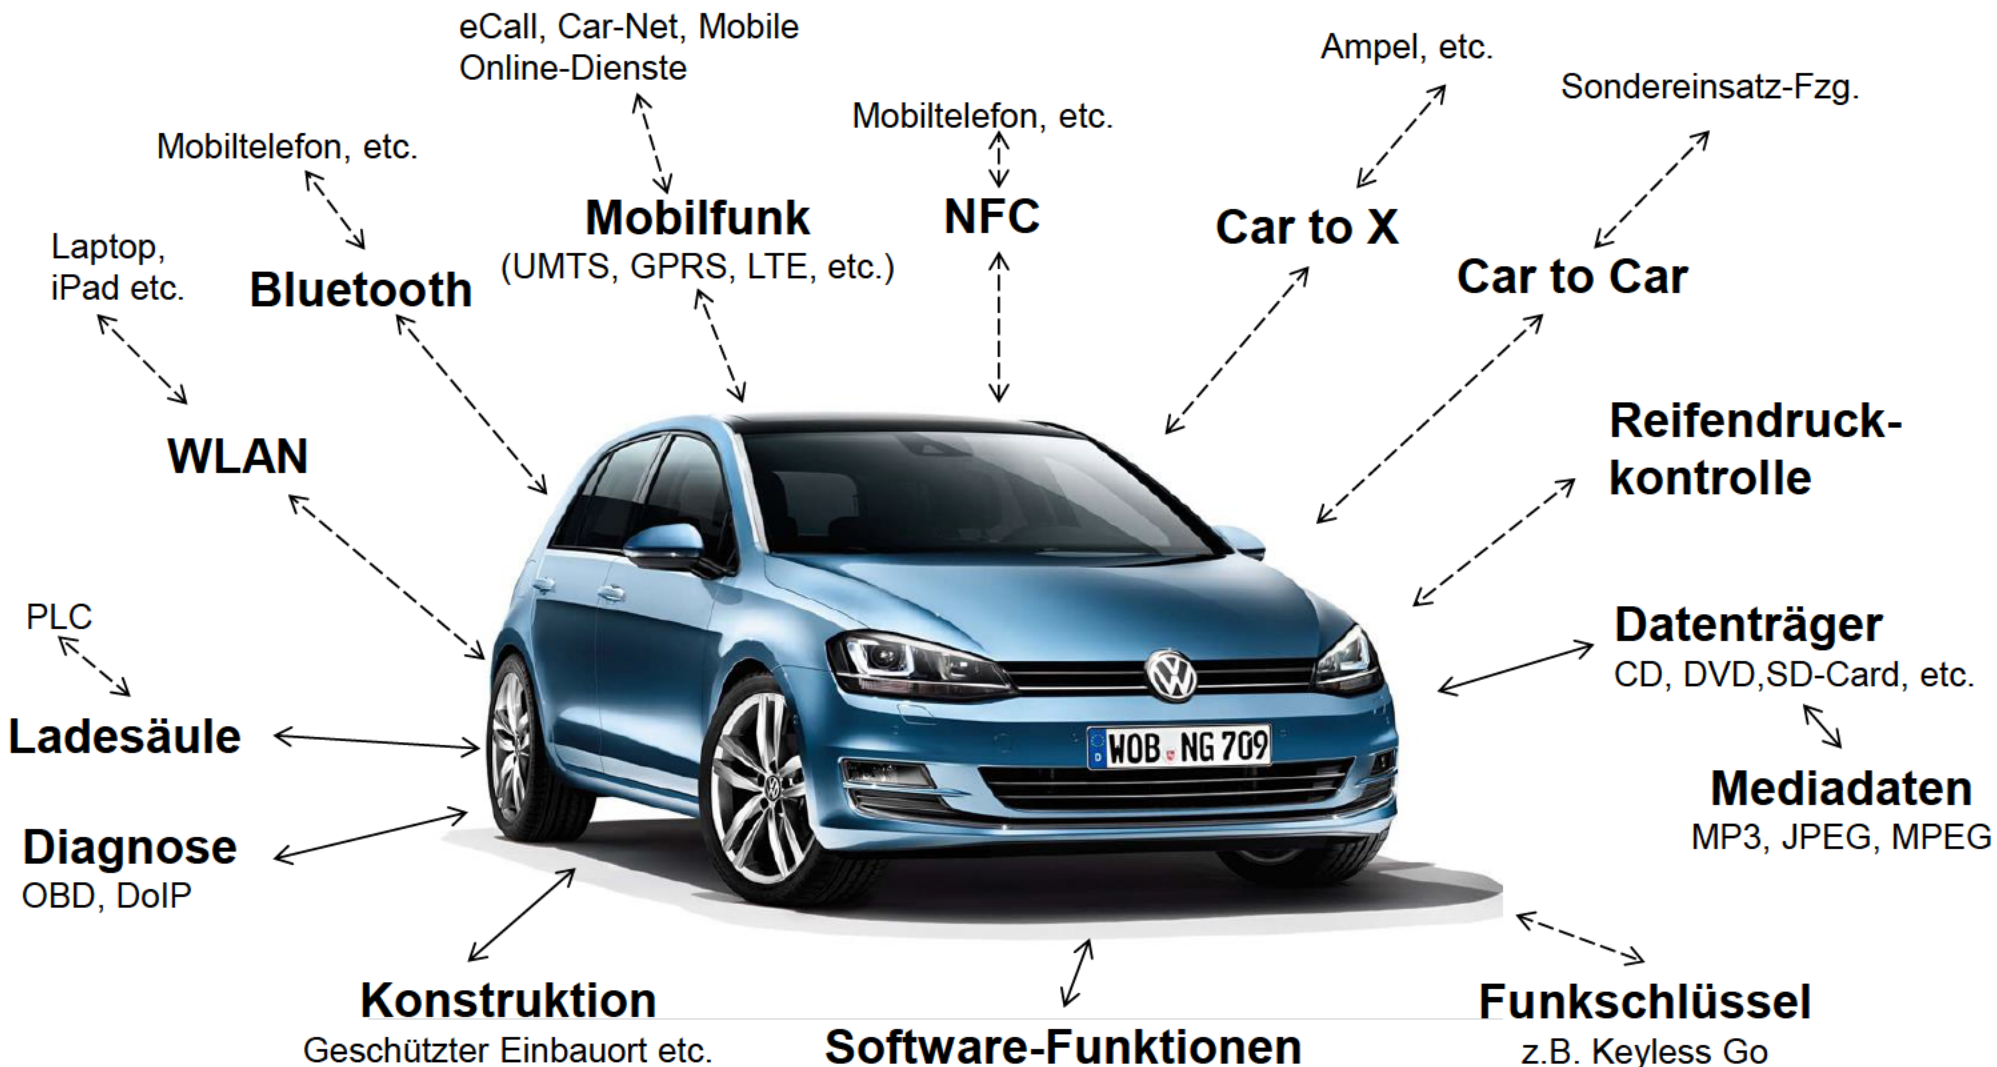 eCall, Car-Net, Mobile
Online-Dienste
Ampel, etc.
Sondereinsatz-Fzg.
Mobiltelefon, etc.
Mobiltelefon, etc.
Mobilfunk
(UMTS, GPRS, LTE, etc.)
NFC
Car to X
Car to Car
Laptop,
iPad etc.
Bluetooth
WLAN
Reifendruck-
kontrolle
PLC
Ladesäule
Datenträger
CD, DVD,SD-Card, etc.
WOB NG 709
D
Mediadaten
MP3, JPEG, MPEG
Diagnose
OBD, DoIP
Konstruktion
Geschützter Einbauort etc.
Software-Funktionen
Funkschlüssel
z.B. Keyless Go